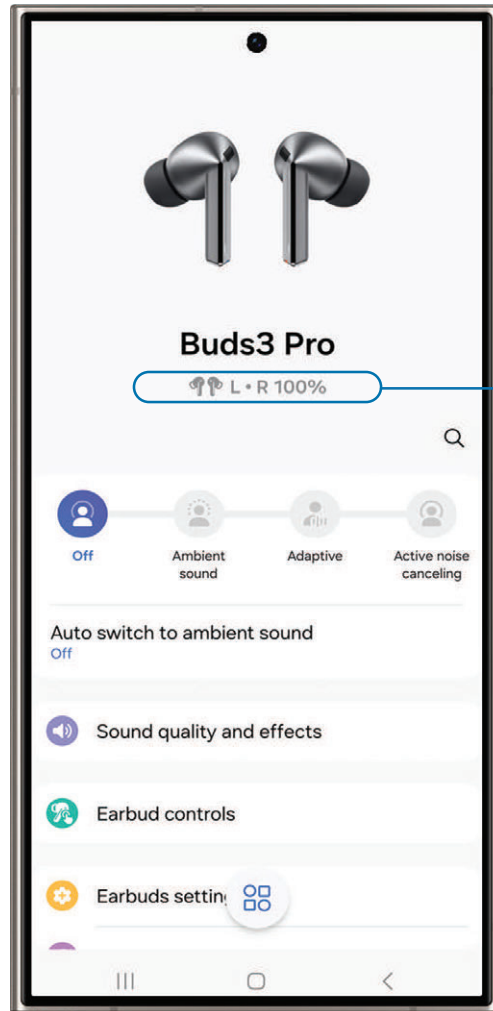 Buds3 Pro
L • R 100%
Off
Ambient
sound
Adaptive
Active noise
canceling
Auto switch to ambient sound
Off
Sound quality and effects
Earbud controls
Earbuds settin